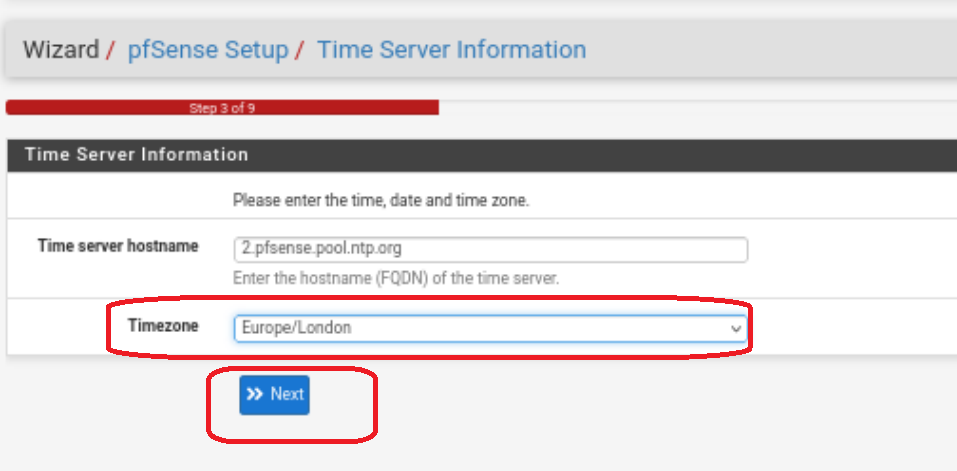 Wizard / pfSense Setup / Time Server Information
Step 3 of 9
Time Server Information
Please enter the time, date and time zone.
Time server hostname 2.pfsense.pool.ntp.org
Enter the hostname (FQDN) of the time server.
Timezone Europe/London
Next